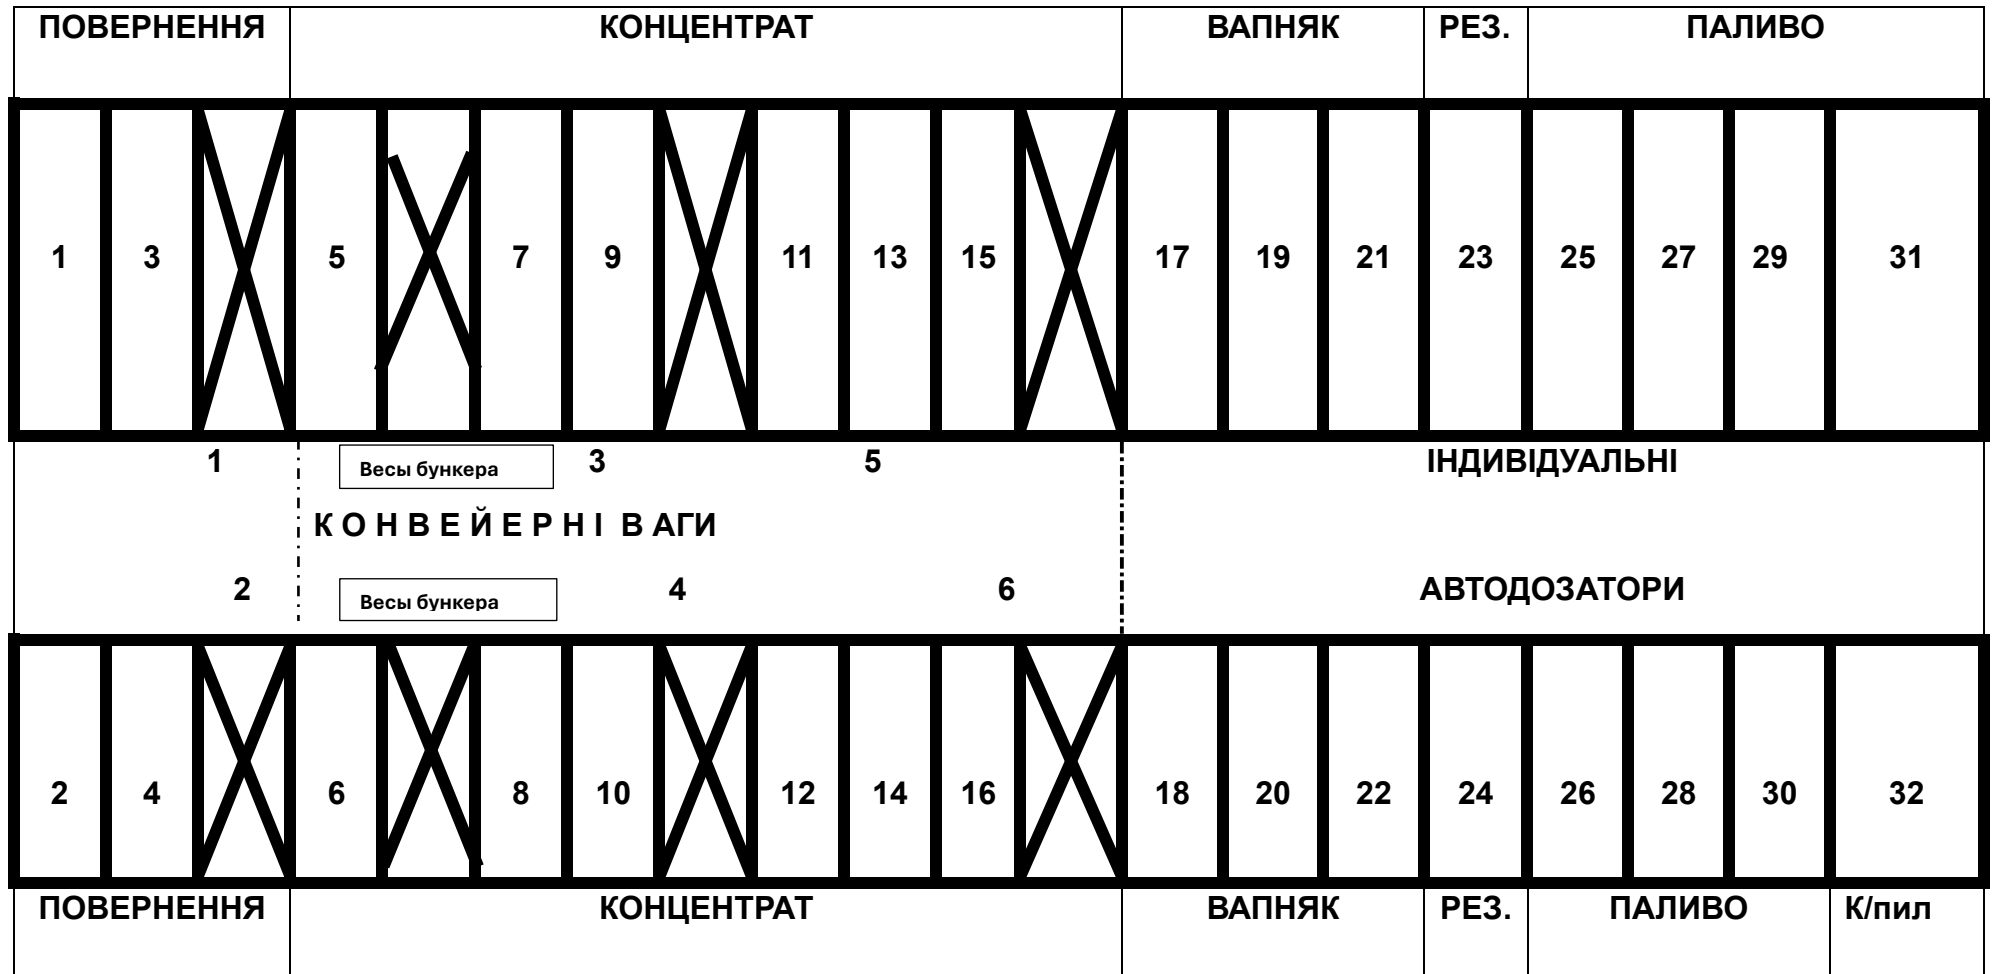 ПОВЕРНЕННЯ КОНЦЕНТРАТ ВАПНЯК РЕЗ. ПАЛИВО
1 3 5 7 9 11 13 15 17 19 21 23 25 27 29 31
1 Весы бункера 3 5 ІНДИВІДУАЛЬНІ
К О Н В Е Й Е Р Н І В АГИ
2 Весы бункера 4 6 АВТОДОЗАТОРИ
2 4 6 8 10 12 14 16 18 20 22 24 26 28 30 32
ПОВЕРНЕННЯ КОНЦЕНТРАТ ВАПНЯК РЕЗ. ПАЛИВО К/пил